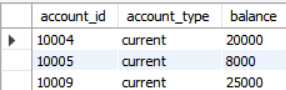 account_id account_type balance
10004 current 20000
10005 current 8000
10009 current 25000